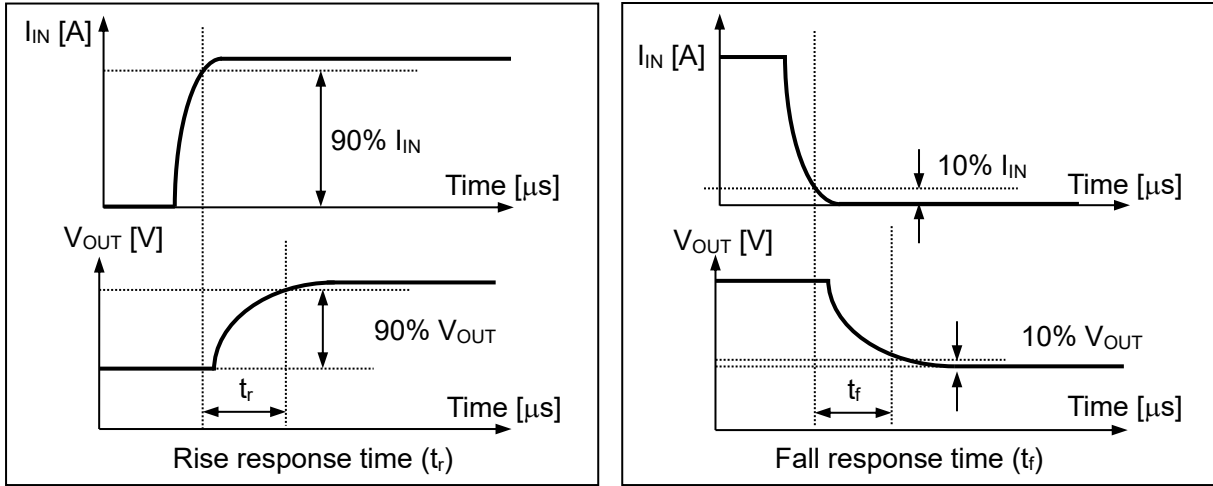 I_IN [A]
90% I_IN
Time [μs]
V_OUT [V]
90% V_OUT
t_r
Time [μs]
Rise response time (t_r)
I_IN [A]
10% I_IN
Time [μs]
V_OUT [V]
10% V_OUT
t_f
Time [μs]
Fall response time (t_f)